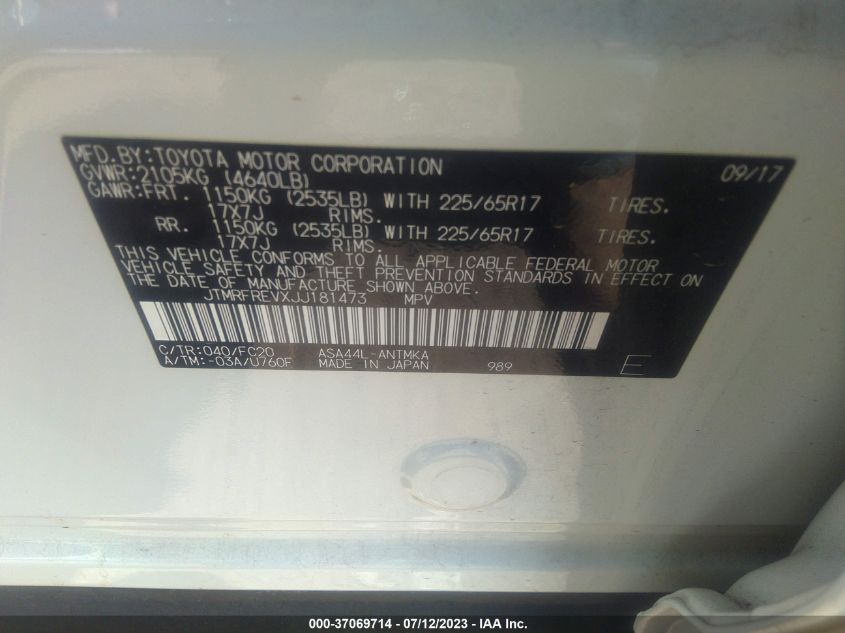 MFD.BY:TOYOTA MOTOR CORPORATION 09/17
GVWR:2105KG (4640LB)
GAWR:FRT. 1150KG (2535LB) WITH 225/65R17 TIRES.
17X7J RIMS.
RR. 1150KG (2535LB) WITH 225/65R17 TIRES.
17X7J RIMS.
THIS VEHICLE CONFORMS TO ALL APPLICABLE FEDERAL MOTOR
VEHICLE SAFETY AND THEFT PREVENTION STANDARDS IN EFFECT ON
THE DATE OF MANUFACTURE SHOWN ABOVE.
JTMRFREVXJJ181473 MPV
C/TR:040/FC20 ASA44L-ANTMKA
A/TM:-03A/U760F MADE IN JAPAN 989 E
000-37069714 - 07/12/2023 - IAA Inc.